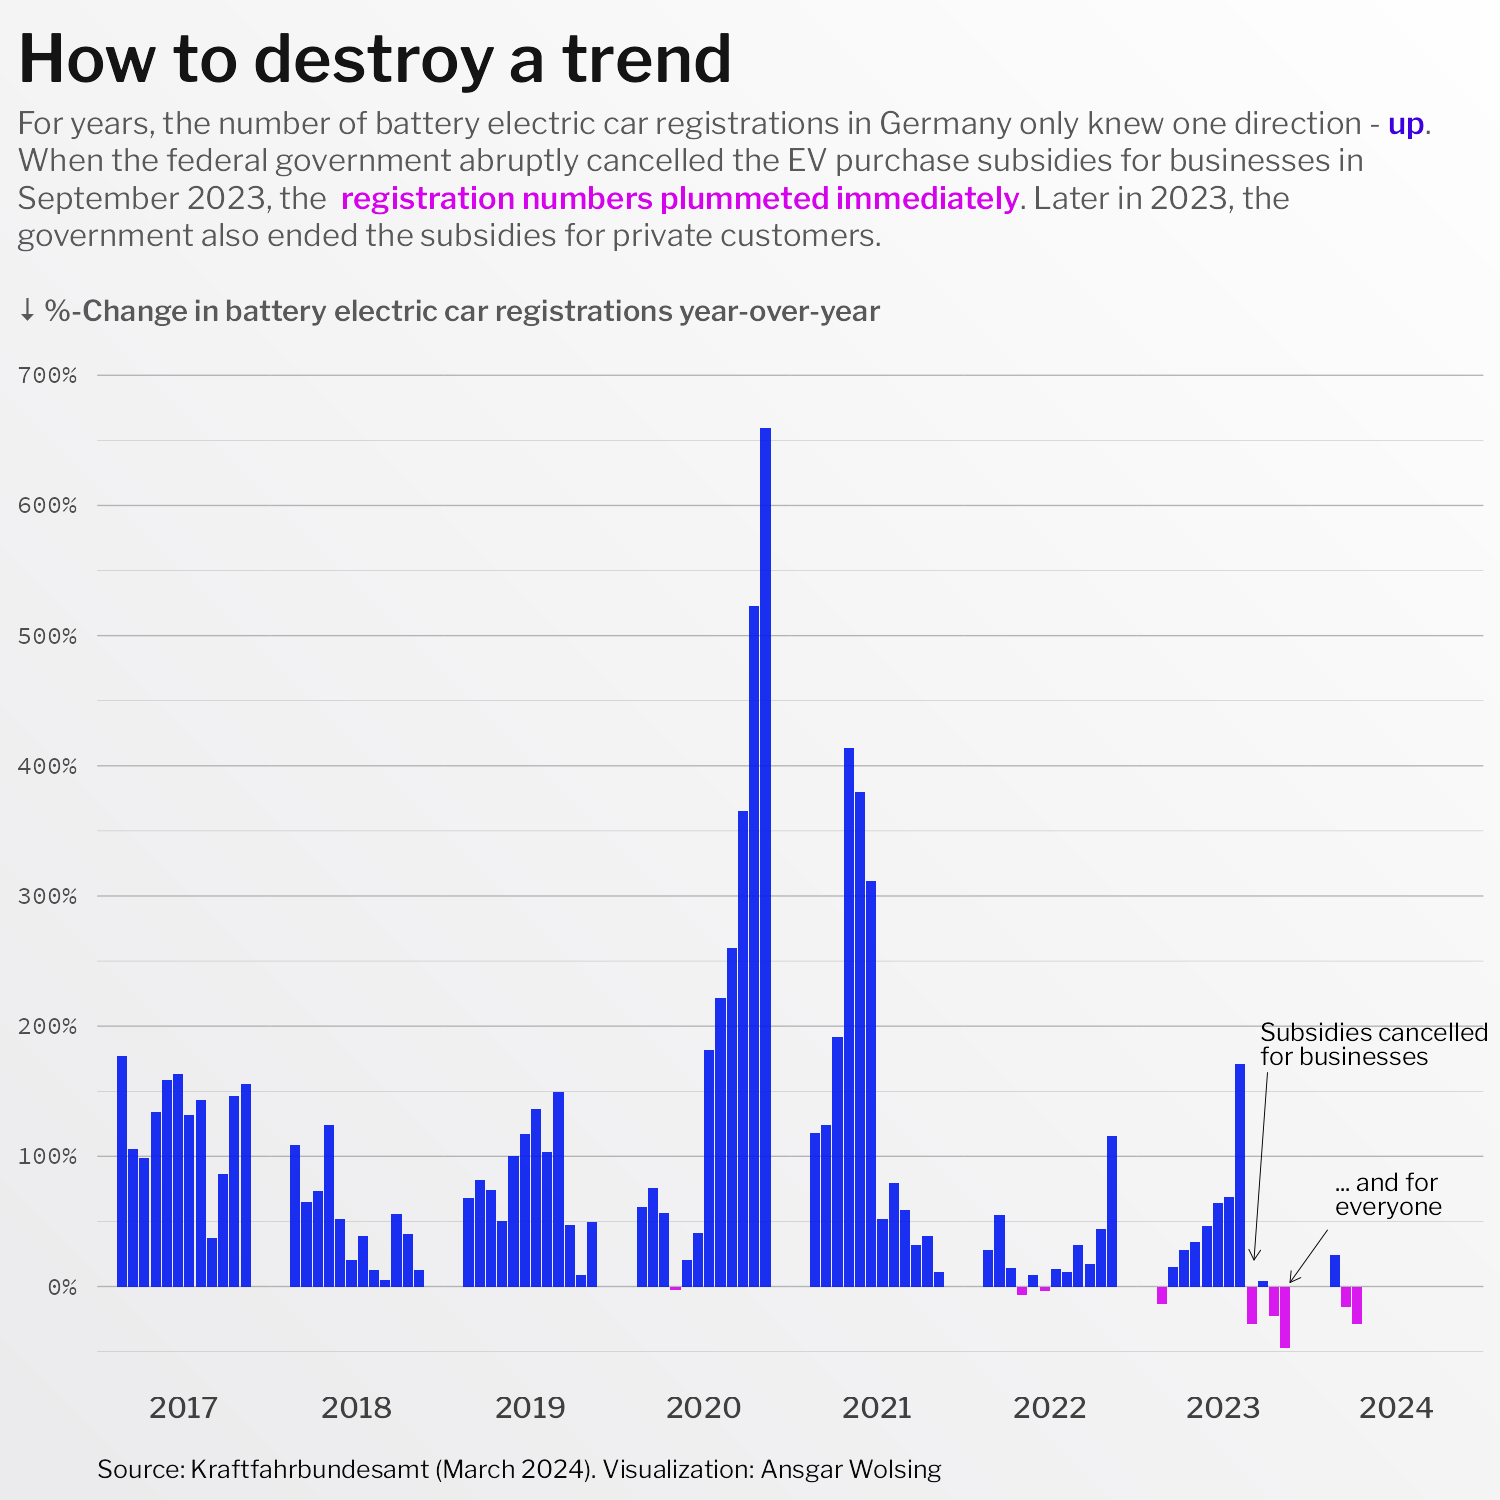 How to destroy a trend
For years, the number of battery electric car registrations in Germany only knew one direction - up.
When the federal government abruptly cancelled the EV purchase subsidies for businesses in
September 2023, the registration numbers plummeted immediately. Later in 2023, the
government also ended the subsidies for private customers.
↓ %-Change in battery electric car registrations year-over-year
700%
600%
500%
400%
300%
200%
Subsidies cancelled
for businesses
100%
... and for
everyone
0%
2017 2018 2019 2020 2021 2022 2023 2024
Source: Kraftfahrbundesamt (March 2024). Visualization: Ansgar Wolsing